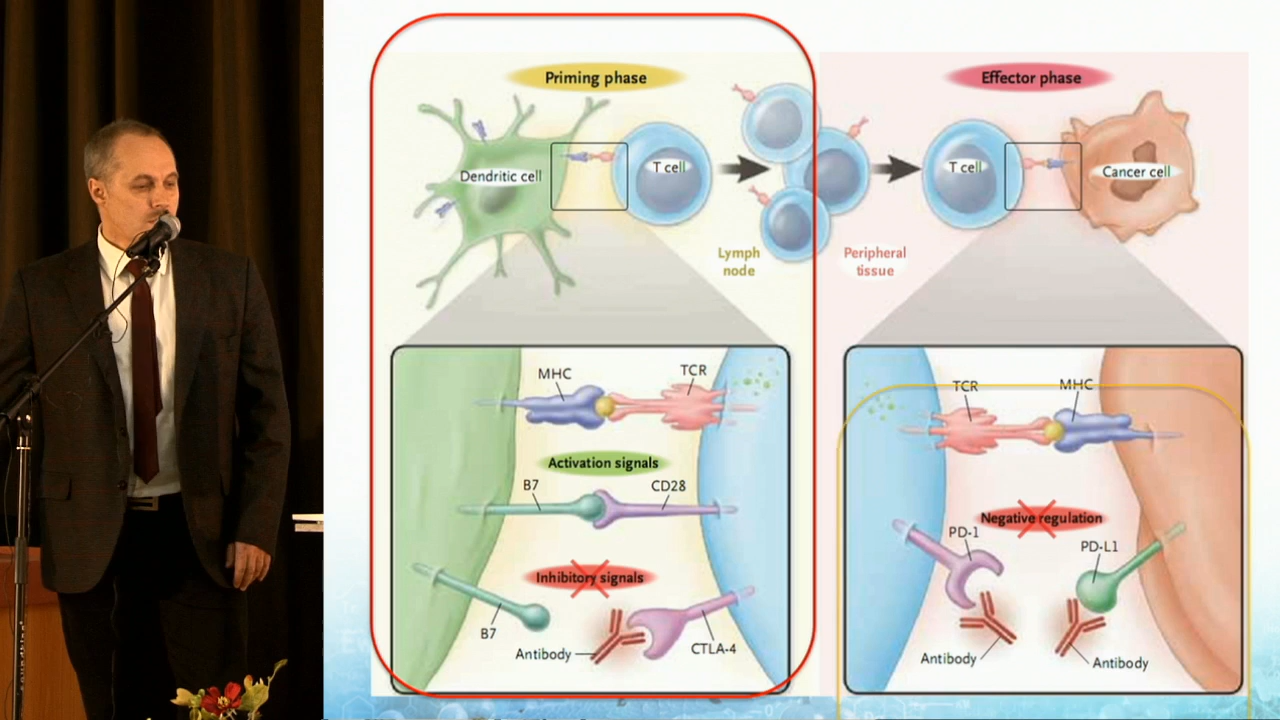 Priming phase
Effector phase
Dendritic cell
T cell
T cell
Cancer cell
Lymph
node
Peripheral
tissue
MHC
TCR
Activation signals
B7
CD28
Inhibitory signals
B7
Antibody
CTLA-4
TCR
MHC
Negative regulation
PD-1
PD-L1
Antibody
Antibody